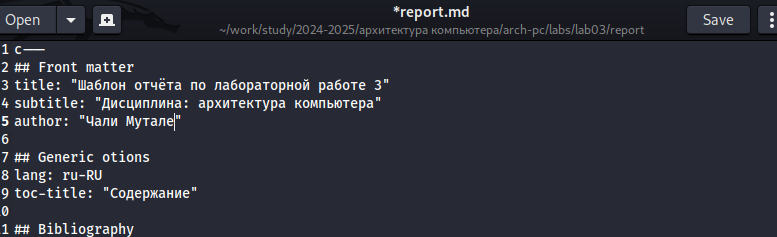 Open
*report.md
~/work/study/2024-2025/архитектура компьютера/arch-pc/labs/lab03/report
Save
1 c---
2 ## Front matter
3 title: "Шаблон отчёта по лабораторной работе 3"
4 subtitle: "Дисциплина: архитектура компьютера"
5 author: "Чали Мутале"
6
7 ## Generic otions
8 lang: ru-RU
9 toc-title: "Содержание"
0
1 ## Bibliography